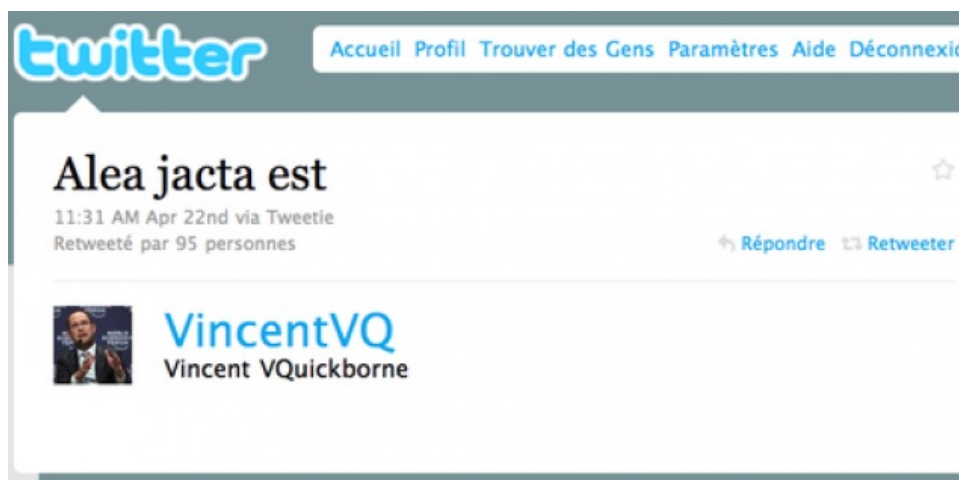 twitter
Accueil Profil Trouver des Gens Paramètres Aide
Alea jacta est
11:31 AM Apr 22nd via Tweetie
Retweeté par 95 personnes
Répondre Retweeter
VincentVQ
Vincent VQuickborne